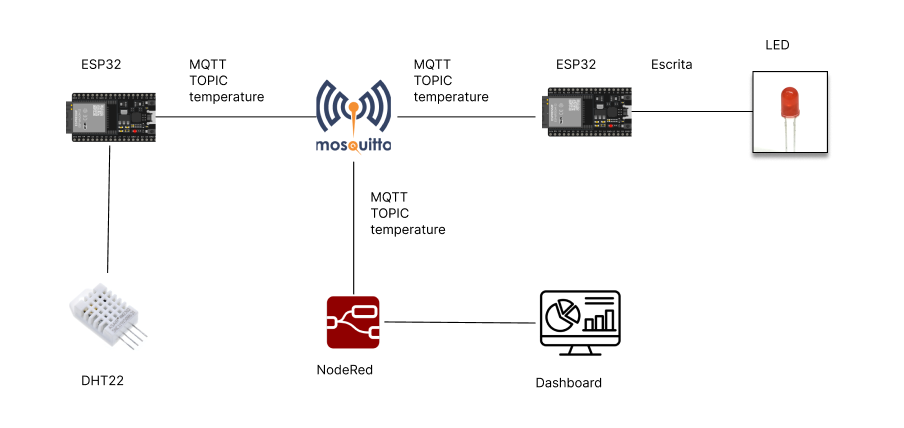 LED
ESP32
MQTT
TOPIC
temperature
MQTT
TOPIC
temperature
ESP32
Escrita
mosquitto
MQTT
TOPIC
temperature
NodeRed
Dashboard
DHT22